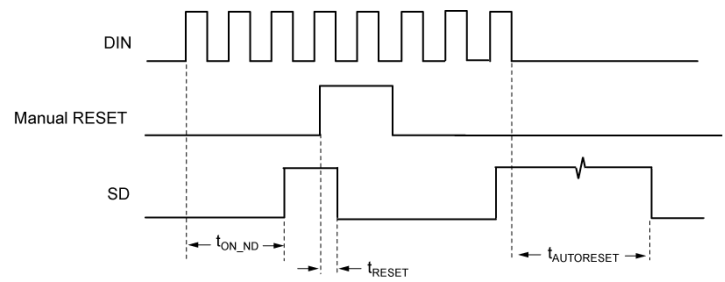 DIN
Manual RESET
SD
tON_ND
tRESET
tAUTORESET